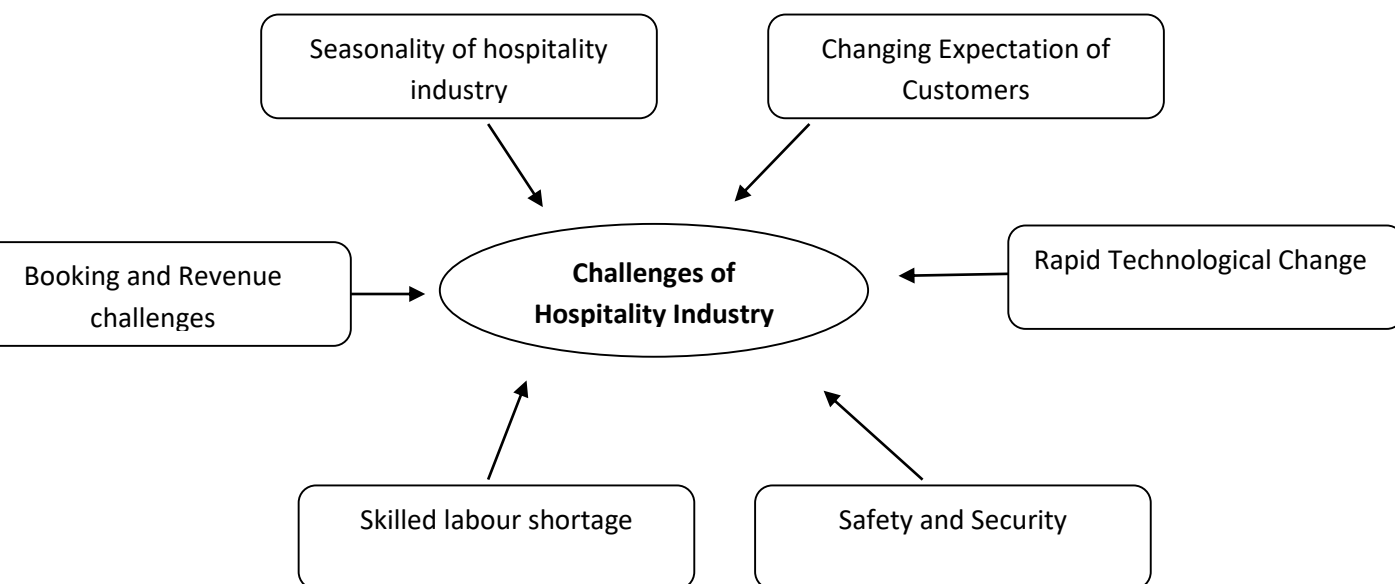 Seasonality of hospitality
industry
Changing Expectation of
Customers
Booking and Revenue
challenges
Challenges of
Hospitality Industry
Rapid Technological Change
Skilled labour shortage
Safety and Security